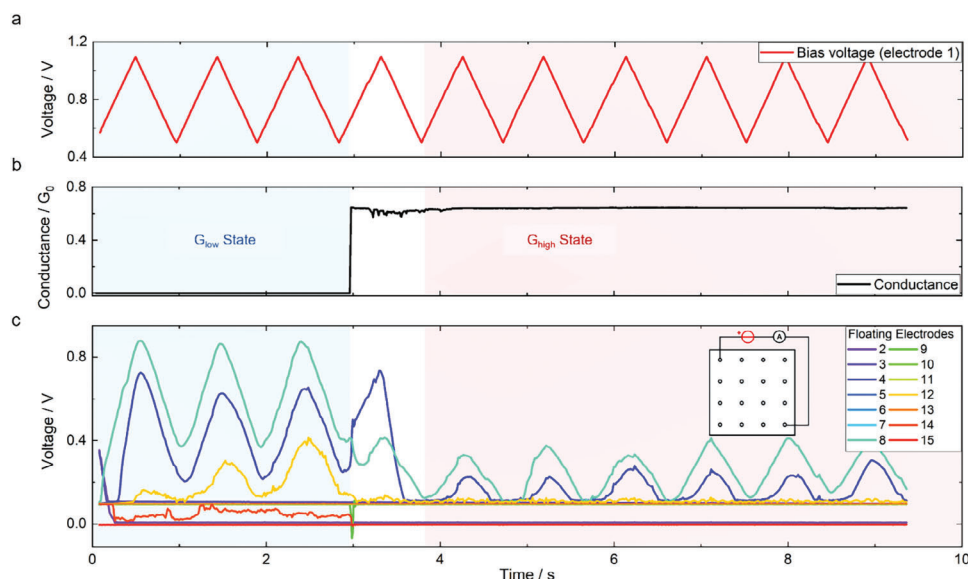 a
1.2
0.8
0.4
Voltage / V
Bias voltage (electrode 1)
b
0.8
0.4
0.0
Conductance / G0
Glow State
Ghigh State
Conductance
c
0.8
0.4
0.0
Voltage / V
A
Floating Electrodes
2 9
3 10
4 11
5 12
6 13
7 14
8 15
0 2 4 6 8 10
Time / s